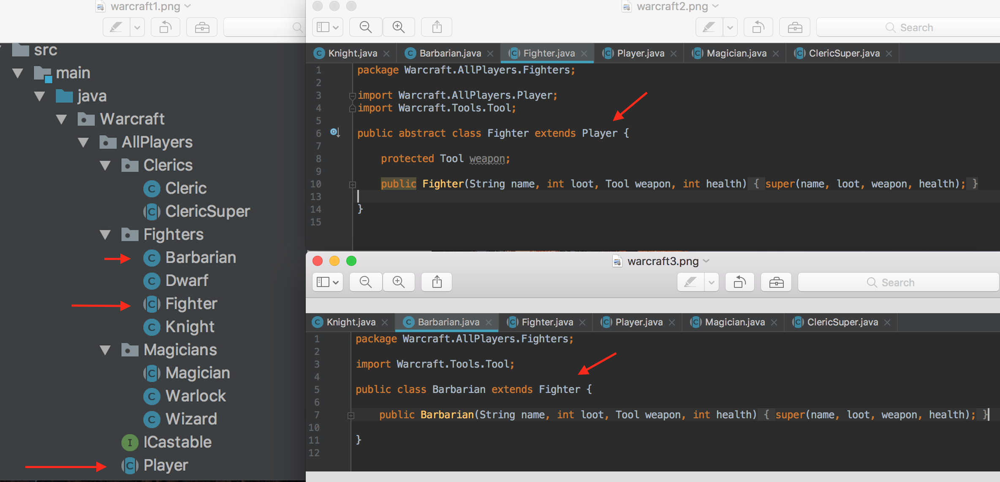 warcraft1.png
src
main
java
Warcraft
AllPlayers
Clerics
C Cleric
C ClericSuper
Fighters
C Barbarian
C Dwarf
C Fighter
C Knight
Magicians
C Magician
C Warlock
C Wizard
I ICastable
C Player
warcraft2.png
Search
C Knight.java C Barbarian.java C Fighter.java C Player.java C Magician.java C ClericSuper.java
1 package Warcraft.AllPlayers.Fighters;
2
3 import Warcraft.AllPlayers.Player;
4 import Warcraft.Tools.Tool;
5
6 public abstract class Fighter extends Player {
7
8 protected Tool weapon;
9
10 public Fighter(String name, int loot, Tool weapon, int health) { super(name, loot, weapon, health); }
13
14 }
15
warcraft3.png
Search
C Knight.java C Barbarian.java C Fighter.java C Player.java C Magician.java C ClericSuper.java
1 package Warcraft.AllPlayers.Fighters;
2
3 import Warcraft.Tools.Tool;
4
5 public class Barbarian extends Fighter {
6
7 public Barbarian(String name, int loot, Tool weapon, int health) { super(name, loot, weapon, health); }
10
11 }
12